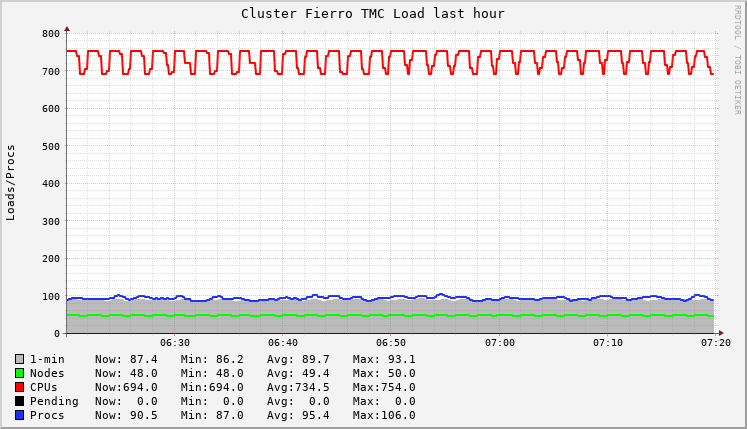 Cluster Fierro TMC Load last hour
RRDTOOL / TOBI OETIKER
Loads/Procs
800
700
600
500
400
300
200
100
0
06:30 06:40 06:50 07:00 07:10 07:20
1-min Now: 87.4 Min: 86.2 Avg: 89.7 Max: 93.1
Nodes Now: 48.0 Min: 48.0 Avg: 49.4 Max: 50.0
CPUs Now:694.0 Min:694.0 Avg:734.5 Max:754.0
Pending Now: 0.0 Min: 0.0 Avg: 0.0 Max: 0.0
Procs Now: 90.5 Min: 87.0 Avg: 95.4 Max:106.0